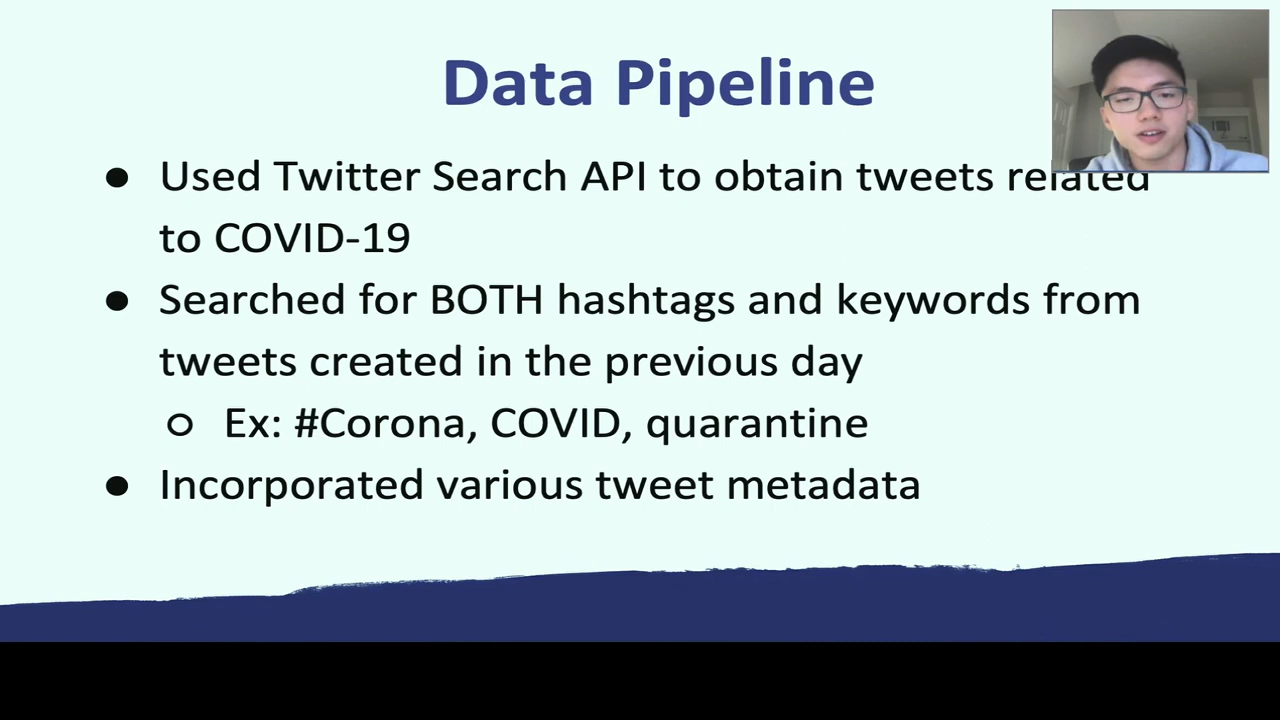 Data Pipeline
● Used Twitter Search API to obtain tweets related
to COVID-19
● Searched for BOTH hashtags and keywords from
tweets created in the previous day
○ Ex: #Corona, COVID, quarantine
● Incorporated various tweet metadata